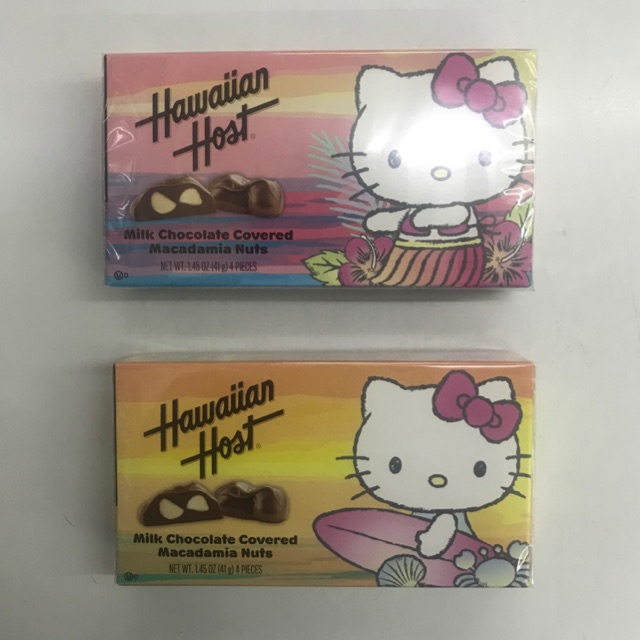 Hawaiian
Host®
Milk Chocolate Covered
Macadamia Nuts
NET WT. 1.45 OZ (41 g) 4 PIECES
U D
Hawaiian
Host®
Milk Chocolate Covered
Macadamia Nuts
NET WT. 1.45 OZ (41 g) 4 PIECES
U D